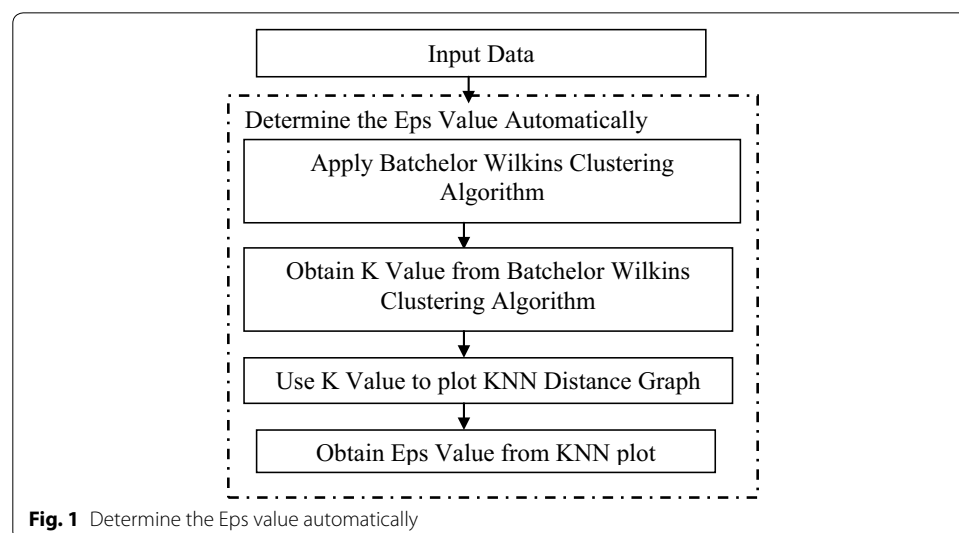 Input Data
Determine the Eps Value Automatically
Apply Batchelor Wilkins Clustering
Algorithm
Obtain K Value from Batchelor Wilkins
Clustering Algorithm
Use K Value to plot KNN Distance Graph
Obtain Eps Value from KNN plot
Fig. 1 Determine the Eps value automatically